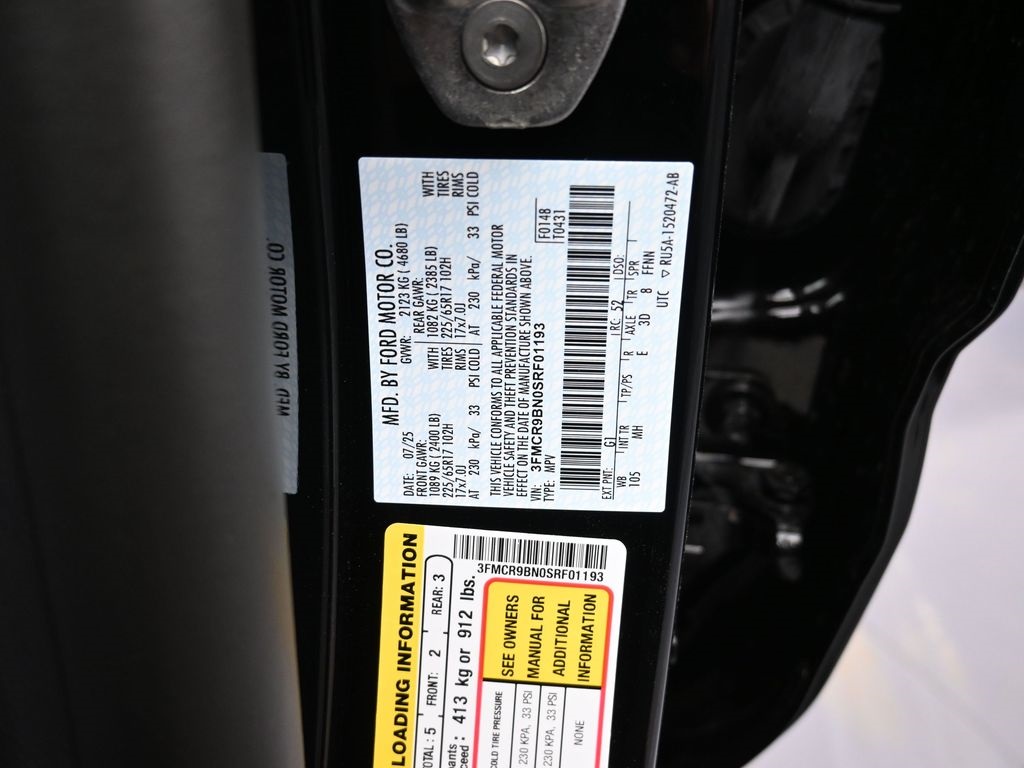 MFD. BY FORD MOTOR CO.
DATE: 07/25
GVWR: 2123 KG ( 4680 LB)
FRONT GAWR:
REAR GAWR:
1089 KG ( 2400 LB)
WITH
1082 KG ( 2385 LB)
WITH
225/65R17 102H
TIRES
225/65R17 102H
TIRES
17x7.0J
RIMS
17x7.0J
RIMS
AT 230 kPa/ 33 PSI COLD
AT 230 kPa/ 33 PSI COLD
THIS VEHICLE CONFORMS TO ALL APPLICABLE FEDERAL MOTOR
VEHICLE SAFETY AND THEFT PREVENTION STANDARDS IN
EFFECT ON THE DATE OF MANUFACTURE SHOWN ABOVE.
VIN: 3FMCR9BN0SRF01193
TYPE: MPV
F0148
T0431
EXT PNT: G1
RC: 52
DSO:
WB
INT TR
TP/PS
R
AXLE
TR
SPR
105
MH
E
3D
8
FFNN
UTC
▽ RU5A-1520472-AB
MFD. BY FORD MOTOR CO.
LOADING INFORMATION
OTAL : 5
FRONT: 2
REAR: 3
pants
ceed : 413 kg or 912 lbs.
3FMCR9BN0SRF01193
COLD TIRE PRESSURE
230 KPA, 33 PSI
230 KPA, 33 PSI
NONE
SEE OWNERS
MANUAL FOR
ADDITIONAL
INFORMATION